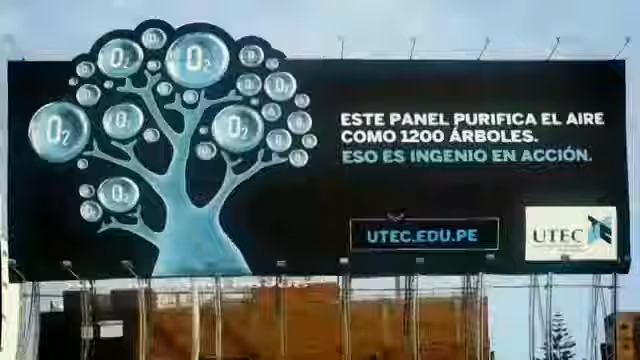 ESTE PANEL PURIFICA EL AIRE
COMO 1200 ÁRBOLES.
ESO ES INGENIO EN ACCIÓN.
UTEC.EDU.PE
UTEC
O₂
O₂
O₂
O₂
O₂
O₂